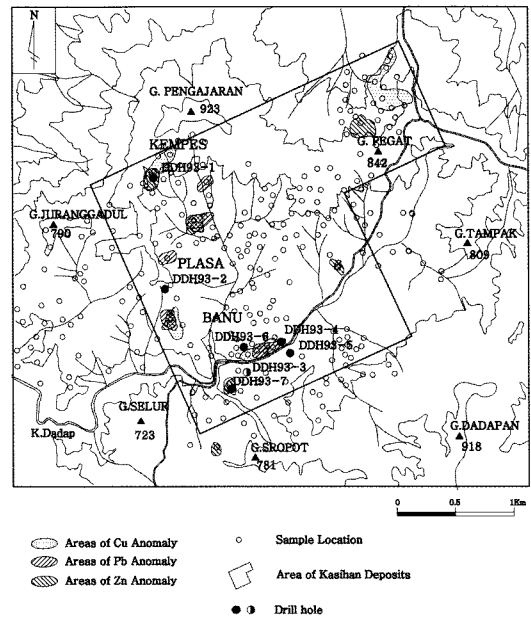 N
G. PENGAJARAN
923
KEMPES
DDH93-1
G. PEGAT
842
G.JURANGGADUL
790
G.TAMPAK
809
PLASA
DDH93-2
BANU
DDH93-6
DDH93-4
DDH93-5
DDH93-3
DDH93-7
G.SELUR
723
K.Dadap
G.SROPOT
781
G.DADAPAN
918
0 0.5 1Km
Areas of Cu Anomaly
Areas of Pb Anomaly
Areas of Zn Anomaly
Sample Location
Area of Kasihan Deposits
Drill hole